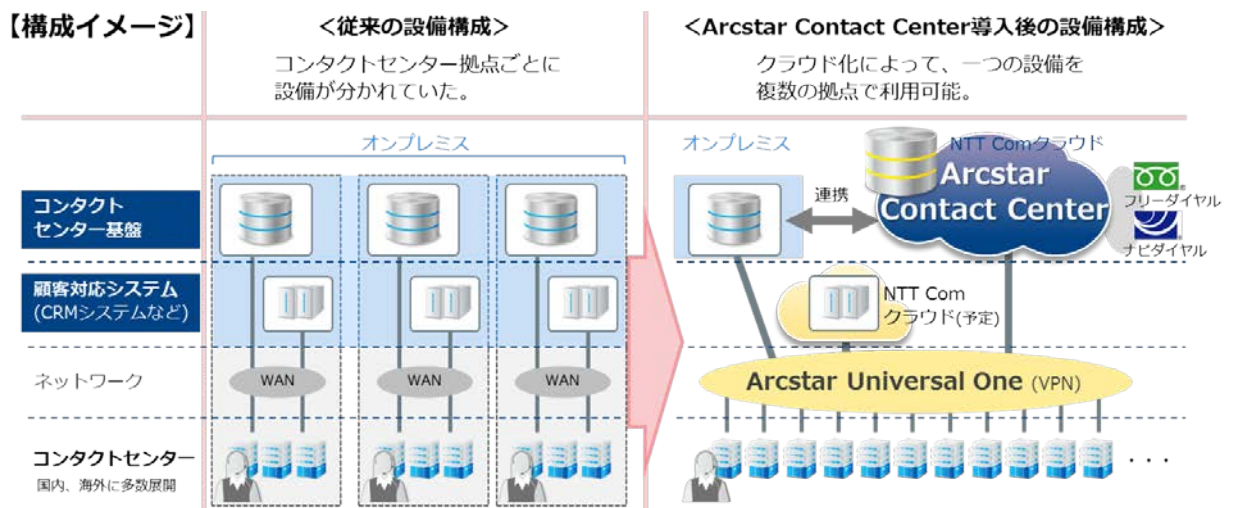 【構成イメージ】
＜従来の設備構成＞
コンタクトセンター拠点ごとに
設備が分かれていた。
＜Arcstar Contact Center導入後の設備構成＞
クラウド化によって、一つの設備を
複数の拠点で利用可能。
オンプレミス
オンプレミス
NTT Comクラウド
Arcstar
Contact Center
連携
フリーダイヤル
ナビダイヤル
コンタクト
センター基盤
顧客対応システム
(CRMシステムなど)
NTT Com
クラウド(予定)
ネットワーク
WAN
WAN
WAN
Arcstar Universal One (VPN)
コンタクトセンター
国内、海外に多数展開
・・・